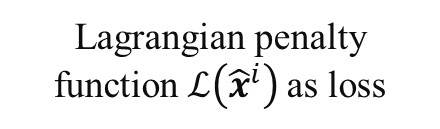 Lagrangian penalty
function ℒ(𝒙̂ⁱ) as loss